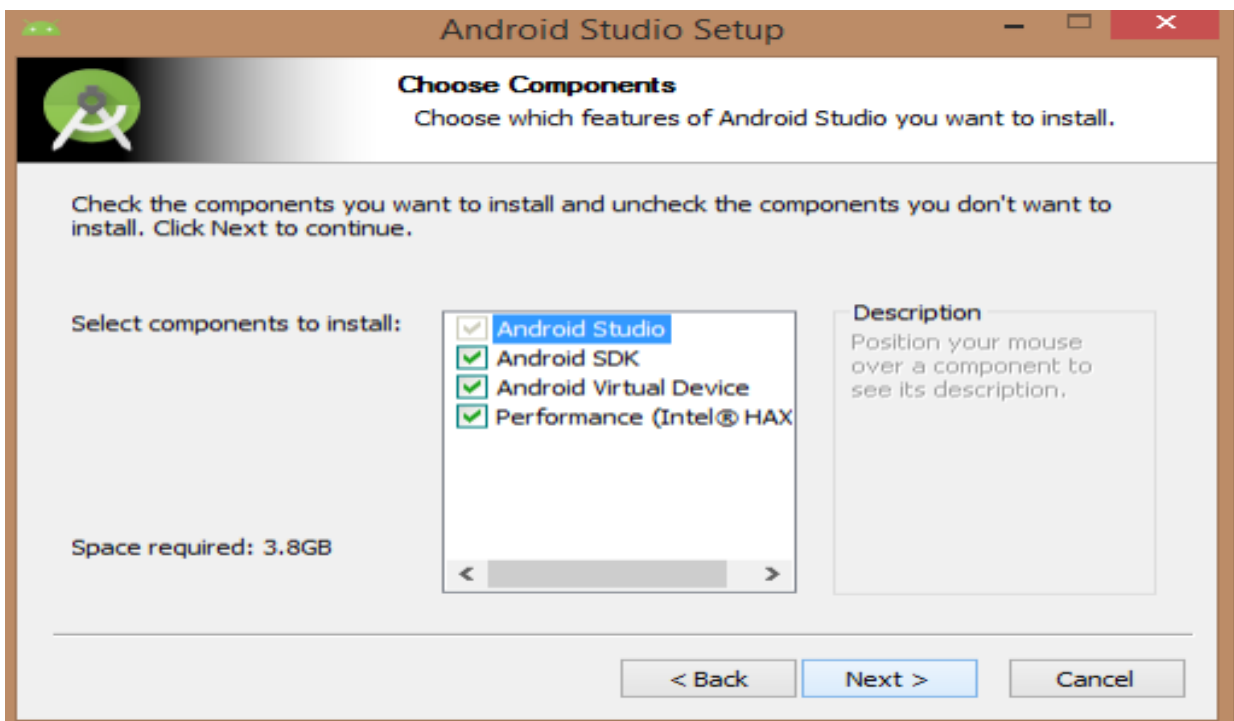 Android Studio Setup
Choose Components
Choose which features of Android Studio you want to install.
Check the components you want to install and uncheck the components you don't want to
install. Click Next to continue.
Select components to install:
Android Studio
Android SDK
Android Virtual Device
Performance (Intel® HAX
Description
Position your mouse
over a component to
see its description.
Space required: 3.8GB
< Back
Next >
Cancel